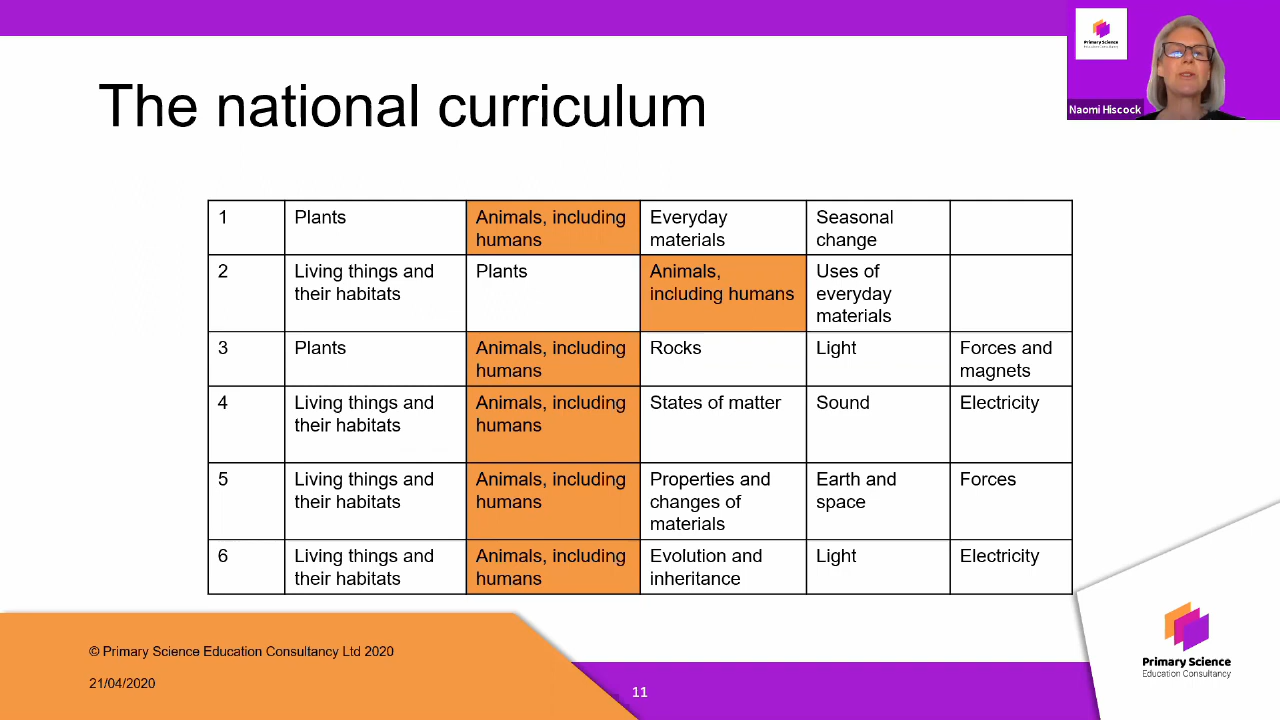 Primary Science
Naomi Hiscock
The national curriculum
1
Plants
Animals, including
humans
Everyday
materials
Seasonal
change
2
Living things and
their habitats
Plants
Animals,
including humans
Uses of
everyday
materials
3
Plants
Animals, including
humans
Rocks
Light
Forces and
magnets
4
Living things and
their habitats
Animals, including
humans
States of matter
Sound
Electricity
5
Living things and
their habitats
Animals, including
humans
Properties and
changes of
materials
Earth and
space
Forces
6
Living things and
their habitats
Animals, including
humans
Evolution and
inheritance
Light
Electricity
© Primary Science Education Consultancy Ltd 2020
21/04/2020
11
Primary Science
Education Consultancy